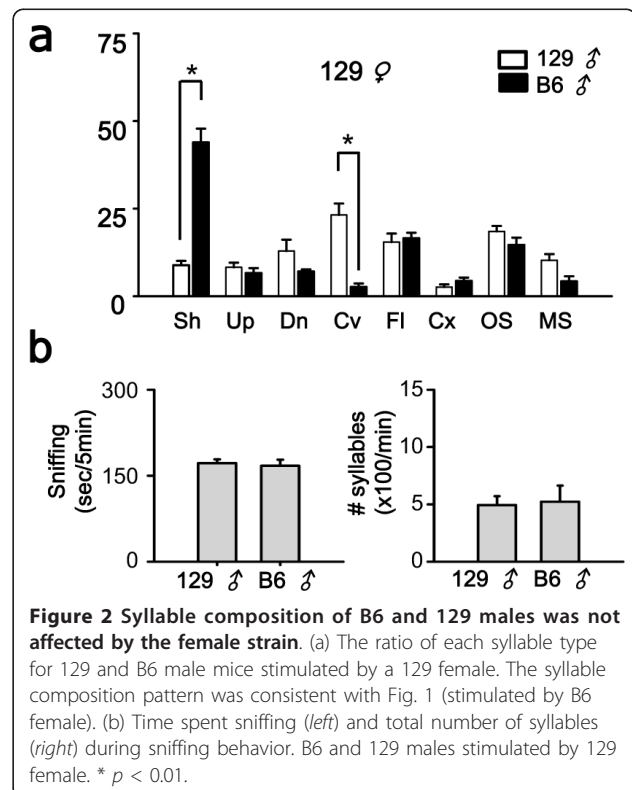 a
75
50
25
0
129 ♀
129 ♂
B6 ♂
*
*
Sh Up Dn Cv Fl Cx OS MS
b
Sniffing
(sec/5min)
300
150
0
129 ♂ B6 ♂
# syllables
(x100/min)
15
10
5
0
129 ♂ B6 ♂
Figure 2 Syllable composition of B6 and 129 males was not
affected by the female strain. (a) The ratio of each syllable type
for 129 and B6 male mice stimulated by a 129 female. The syllable
composition pattern was consistent with Fig. 1 (stimulated by B6
female). (b) Time spent sniffing (left) and total number of syllables
(right) during sniffing behavior. B6 and 129 males stimulated by 129
female. * p < 0.01.